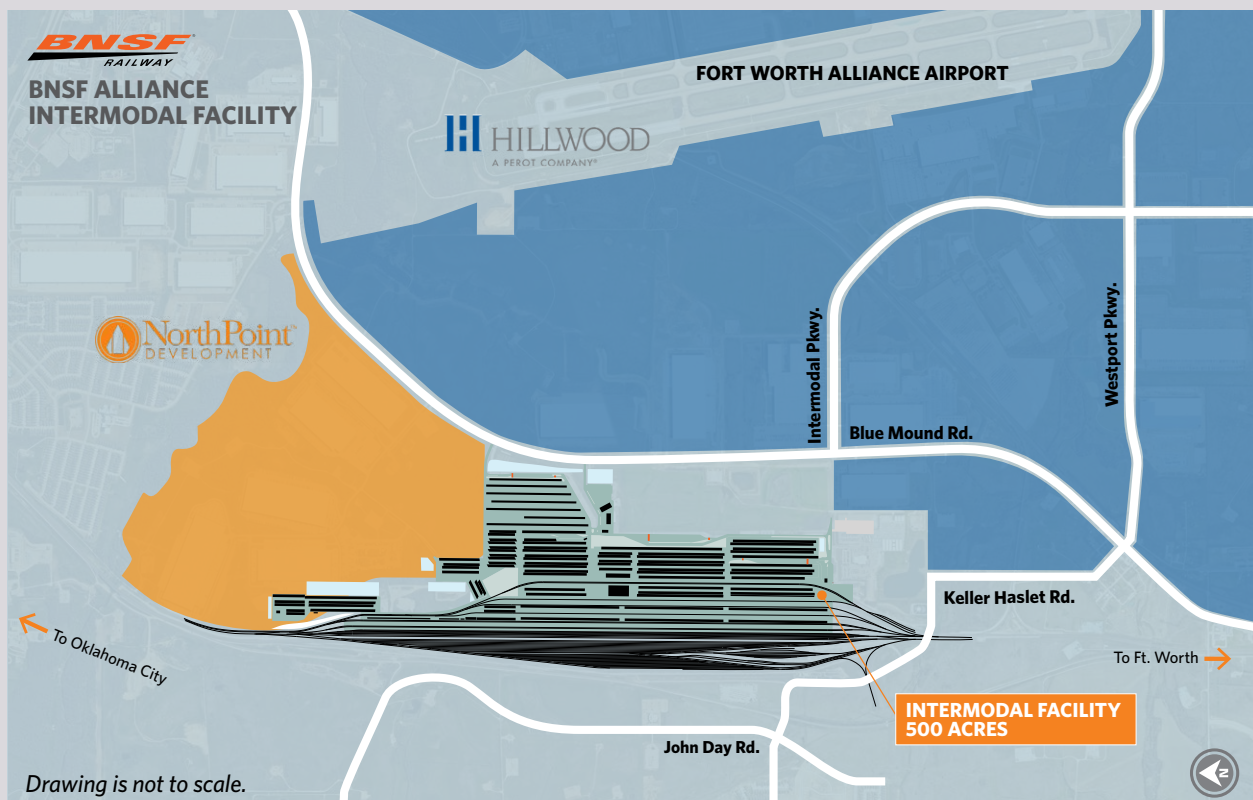 BNSF
RAILWAY
BNSF ALLIANCE
INTERMODAL FACILITY
FORT WORTH ALLIANCE AIRPORT
HILLWOOD
A PEROT COMPANY®
NorthPoint™
DEVELOPMENT
Intermodal Pkwy.
Westport Pkwy.
Blue Mound Rd.
Keller Haslet Rd.
To Oklahoma City
To Ft. Worth
INTERMODAL FACILITY
500 ACRES
John Day Rd.
Drawing is not to scale.
N